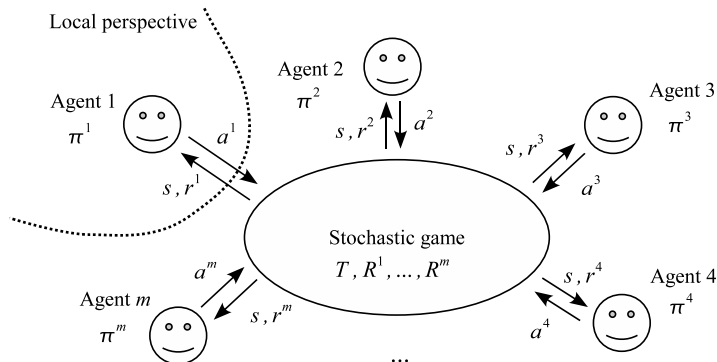 Local perspective
Agent 1
π¹
a¹
s , r¹
Agent 2
π²
s , r²
a²
Agent 3
π³
s , r³
a³
Stochastic game
T , R¹ , ... , Rᵐ
Agent m
πᵐ
aᵐ
s , rᵐ
Agent 4
π⁴
s , r⁴
a⁴
...